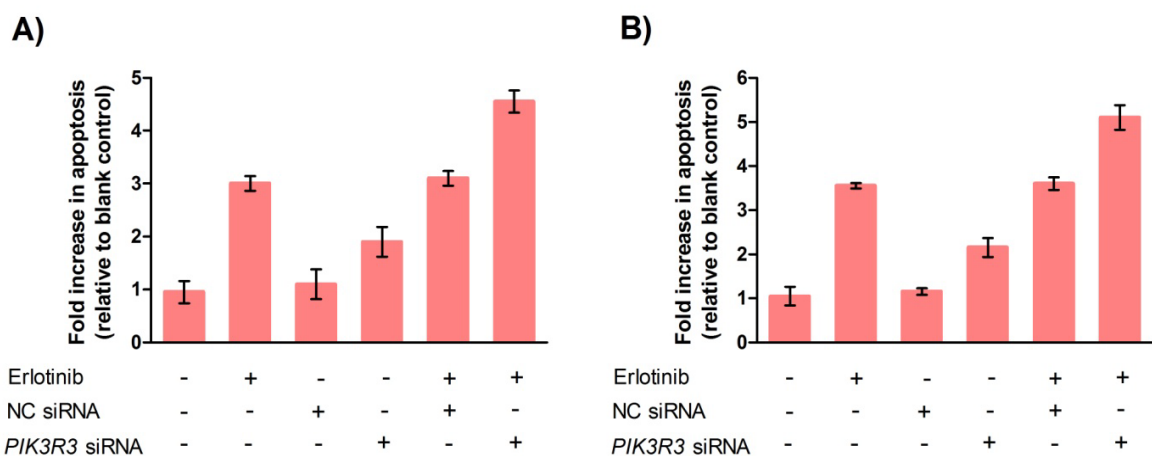 A)
Fold increase in apoptosis
(relative to blank control)
5
4
3
2
1
0
Erlotinib - + - - + +
NC siRNA - - + - + -
PIK3R3 siRNA - - - + - +
B)
Fold increase in apoptosis
(relative to blank control)
6
5
4
3
2
1
0
Erlotinib - + - - + +
NC siRNA - - + - + -
PIK3R3 siRNA - - - + - +